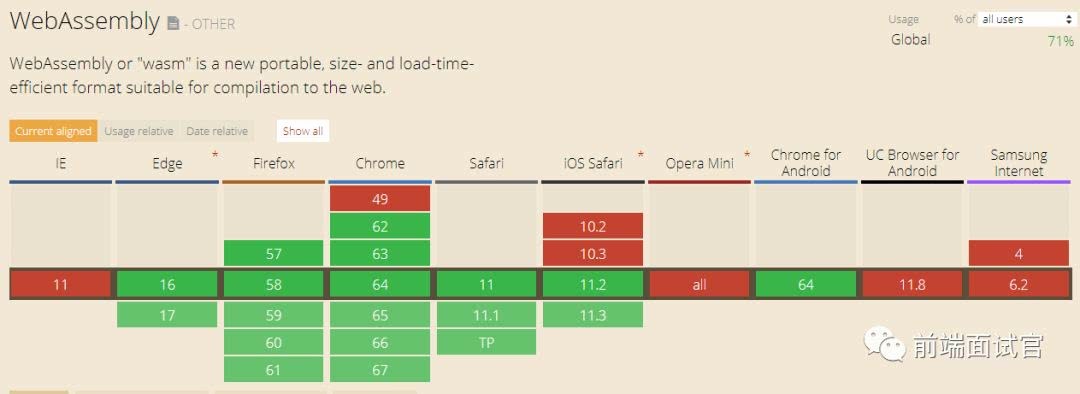 WebAssembly - OTHER
Usage % of all users
Global 71%
WebAssembly or "wasm" is a new portable, size- and load-time-
efficient format suitable for compilation to the web.
Current aligned Usage relative Date relative Show all
IE Edge * Firefox Chrome Safari iOS Safari * Opera Mini * Chrome for Android UC Browser for Android Samsung Internet
49
62 10.2
57 63 10.3 4
11 16 58 64 11 11.2 all 64 11.8 6.2
17 59 65 11.1 11.3
60 66 TP
61 67
前端面试官